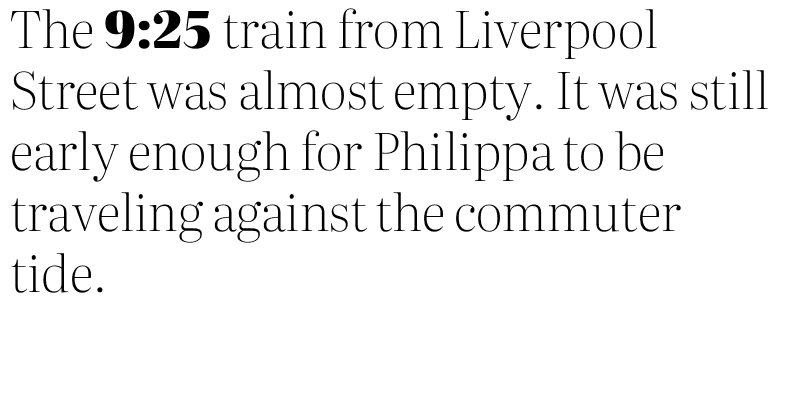 The 9:25 train from Liverpool
Street was almost empty. It was still
early enough for Philippa to be
traveling against the commuter
tide.